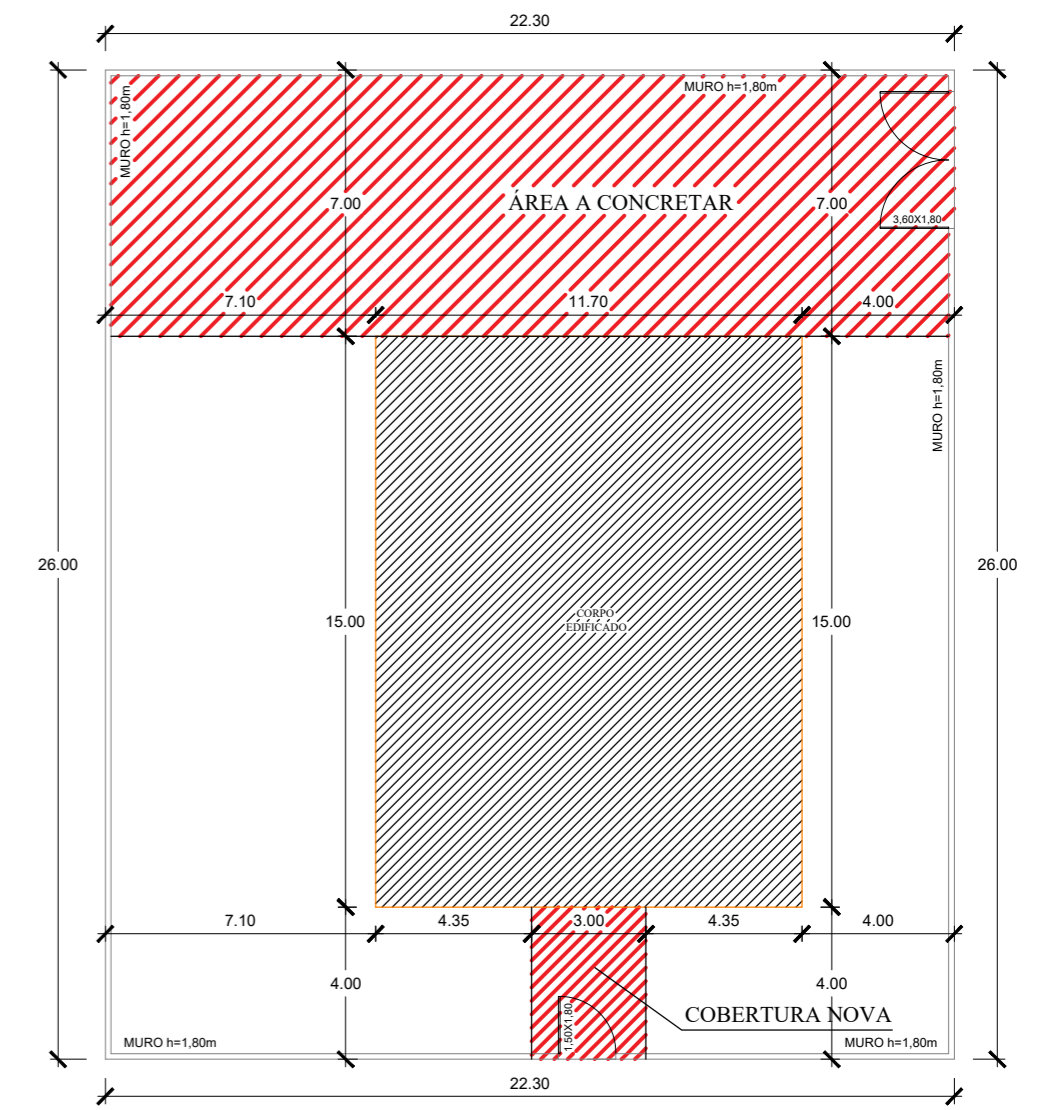 22.30
MURO h=1,80m
MURO h=1,80m
7.00
ÁREA A CONCRETAR
7.00
3,60X1,80
7.10
11.70
4.00
MURO h=1,80m
26.00
26.00
15.00
CORPO
EDIFICADO
15.00
7.10
4.35
3.00
4.35
4.00
4.00
4.00
1,50X1,80
COBERTURA NOVA
MURO h=1,80m
MURO h=1,80m
22.30